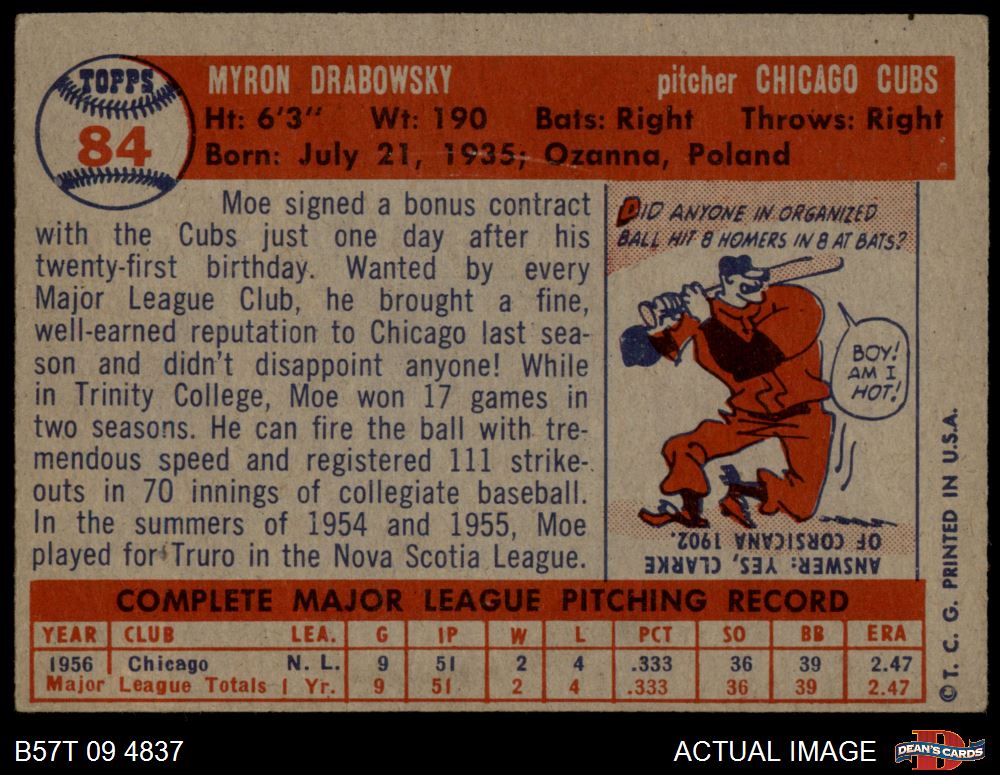 TOPPS
84
MYRON DRABOWSKY pitcher CHICAGO CUBS
Ht: 6'3" Wt: 190 Bats: Right Throws: Right
Born: July 21, 1935; Ozanna, Poland
Moe signed a bonus contract
with the Cubs just one day after his
twenty-first birthday. Wanted by every
Major League Club, he brought a fine,
well-earned reputation to Chicago last sea-
son and didn't disappoint anyone! While
in Trinity College, Moe won 17 games in
two seasons. He can fire the ball with tre-
mendous speed and registered 111 strike-
outs in 70 innings of collegiate baseball.
In the summers of 1954 and 1955, Moe
played for Truro in the Nova Scotia League.
DID ANYONE IN ORGANIZED
BALL HIT 8 HOMERS IN 8 AT BATS?
BOY!
AM I
HOT!
ANSWER: YES, CLARKE
OF CORSICANA 1902.
COMPLETE MAJOR LEAGUE PITCHING RECORD
YEAR CLUB LEA. G IP W L PCT SO BB ERA
1956 Chicago N. L. 9 51 2 4 .333 36 39 2.47
Major League Totals 1 Yr. 9 51 2 4 .333 36 39 2.47
© T. C. G. PRINTED IN U.S.A.
B57T 09 4837
ACTUAL IMAGE
D
DEAN'S CARDS